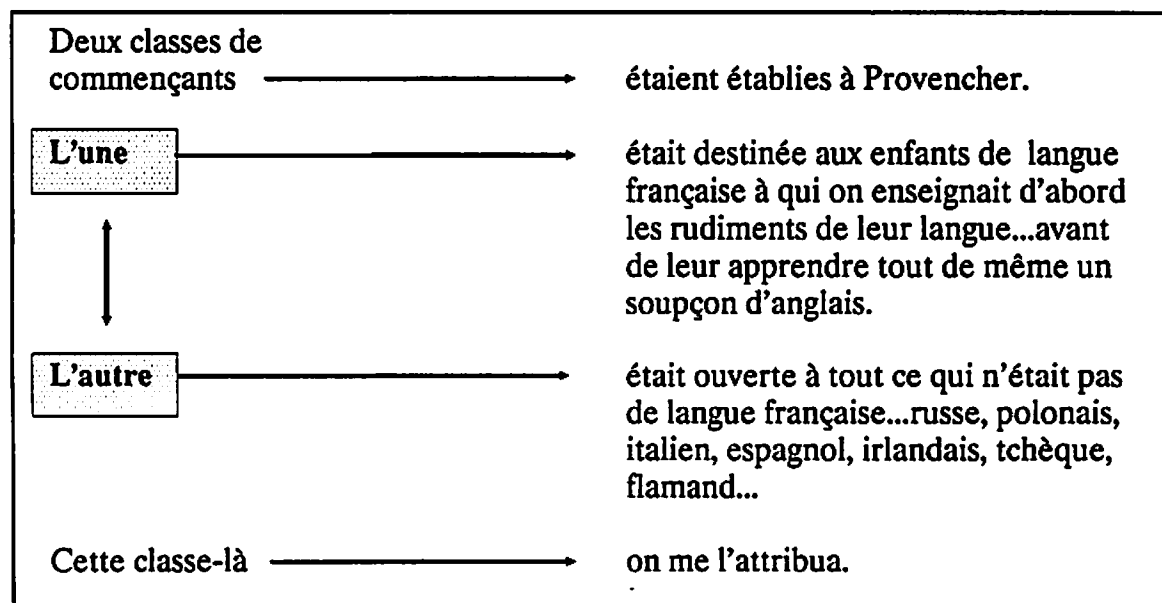 Deux classes de
commençants
étaient établies à Provencher.
L'une
était destinée aux enfants de langue
française à qui on enseignait d'abord
les rudiments de leur langue...avant
de leur apprendre tout de même un
soupçon d'anglais.
L'autre
était ouverte à tout ce qui n'était pas
de langue française...russe, polonais,
italien, espagnol, irlandais, tchèque,
flamand...
Cette classe-là
on me l'attribua.